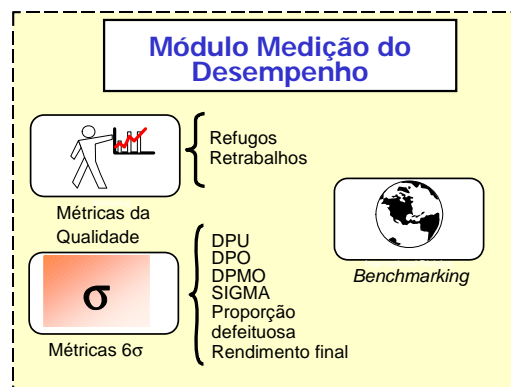 Módulo Medição do
Desempenho
Refugos
Retrabalhos
Métricas da
Qualidade
Benchmarking
DPU
DPO
DPMO
SIGMA
Proporção
defeituosa
Rendimento final
σ
Métricas 6σ